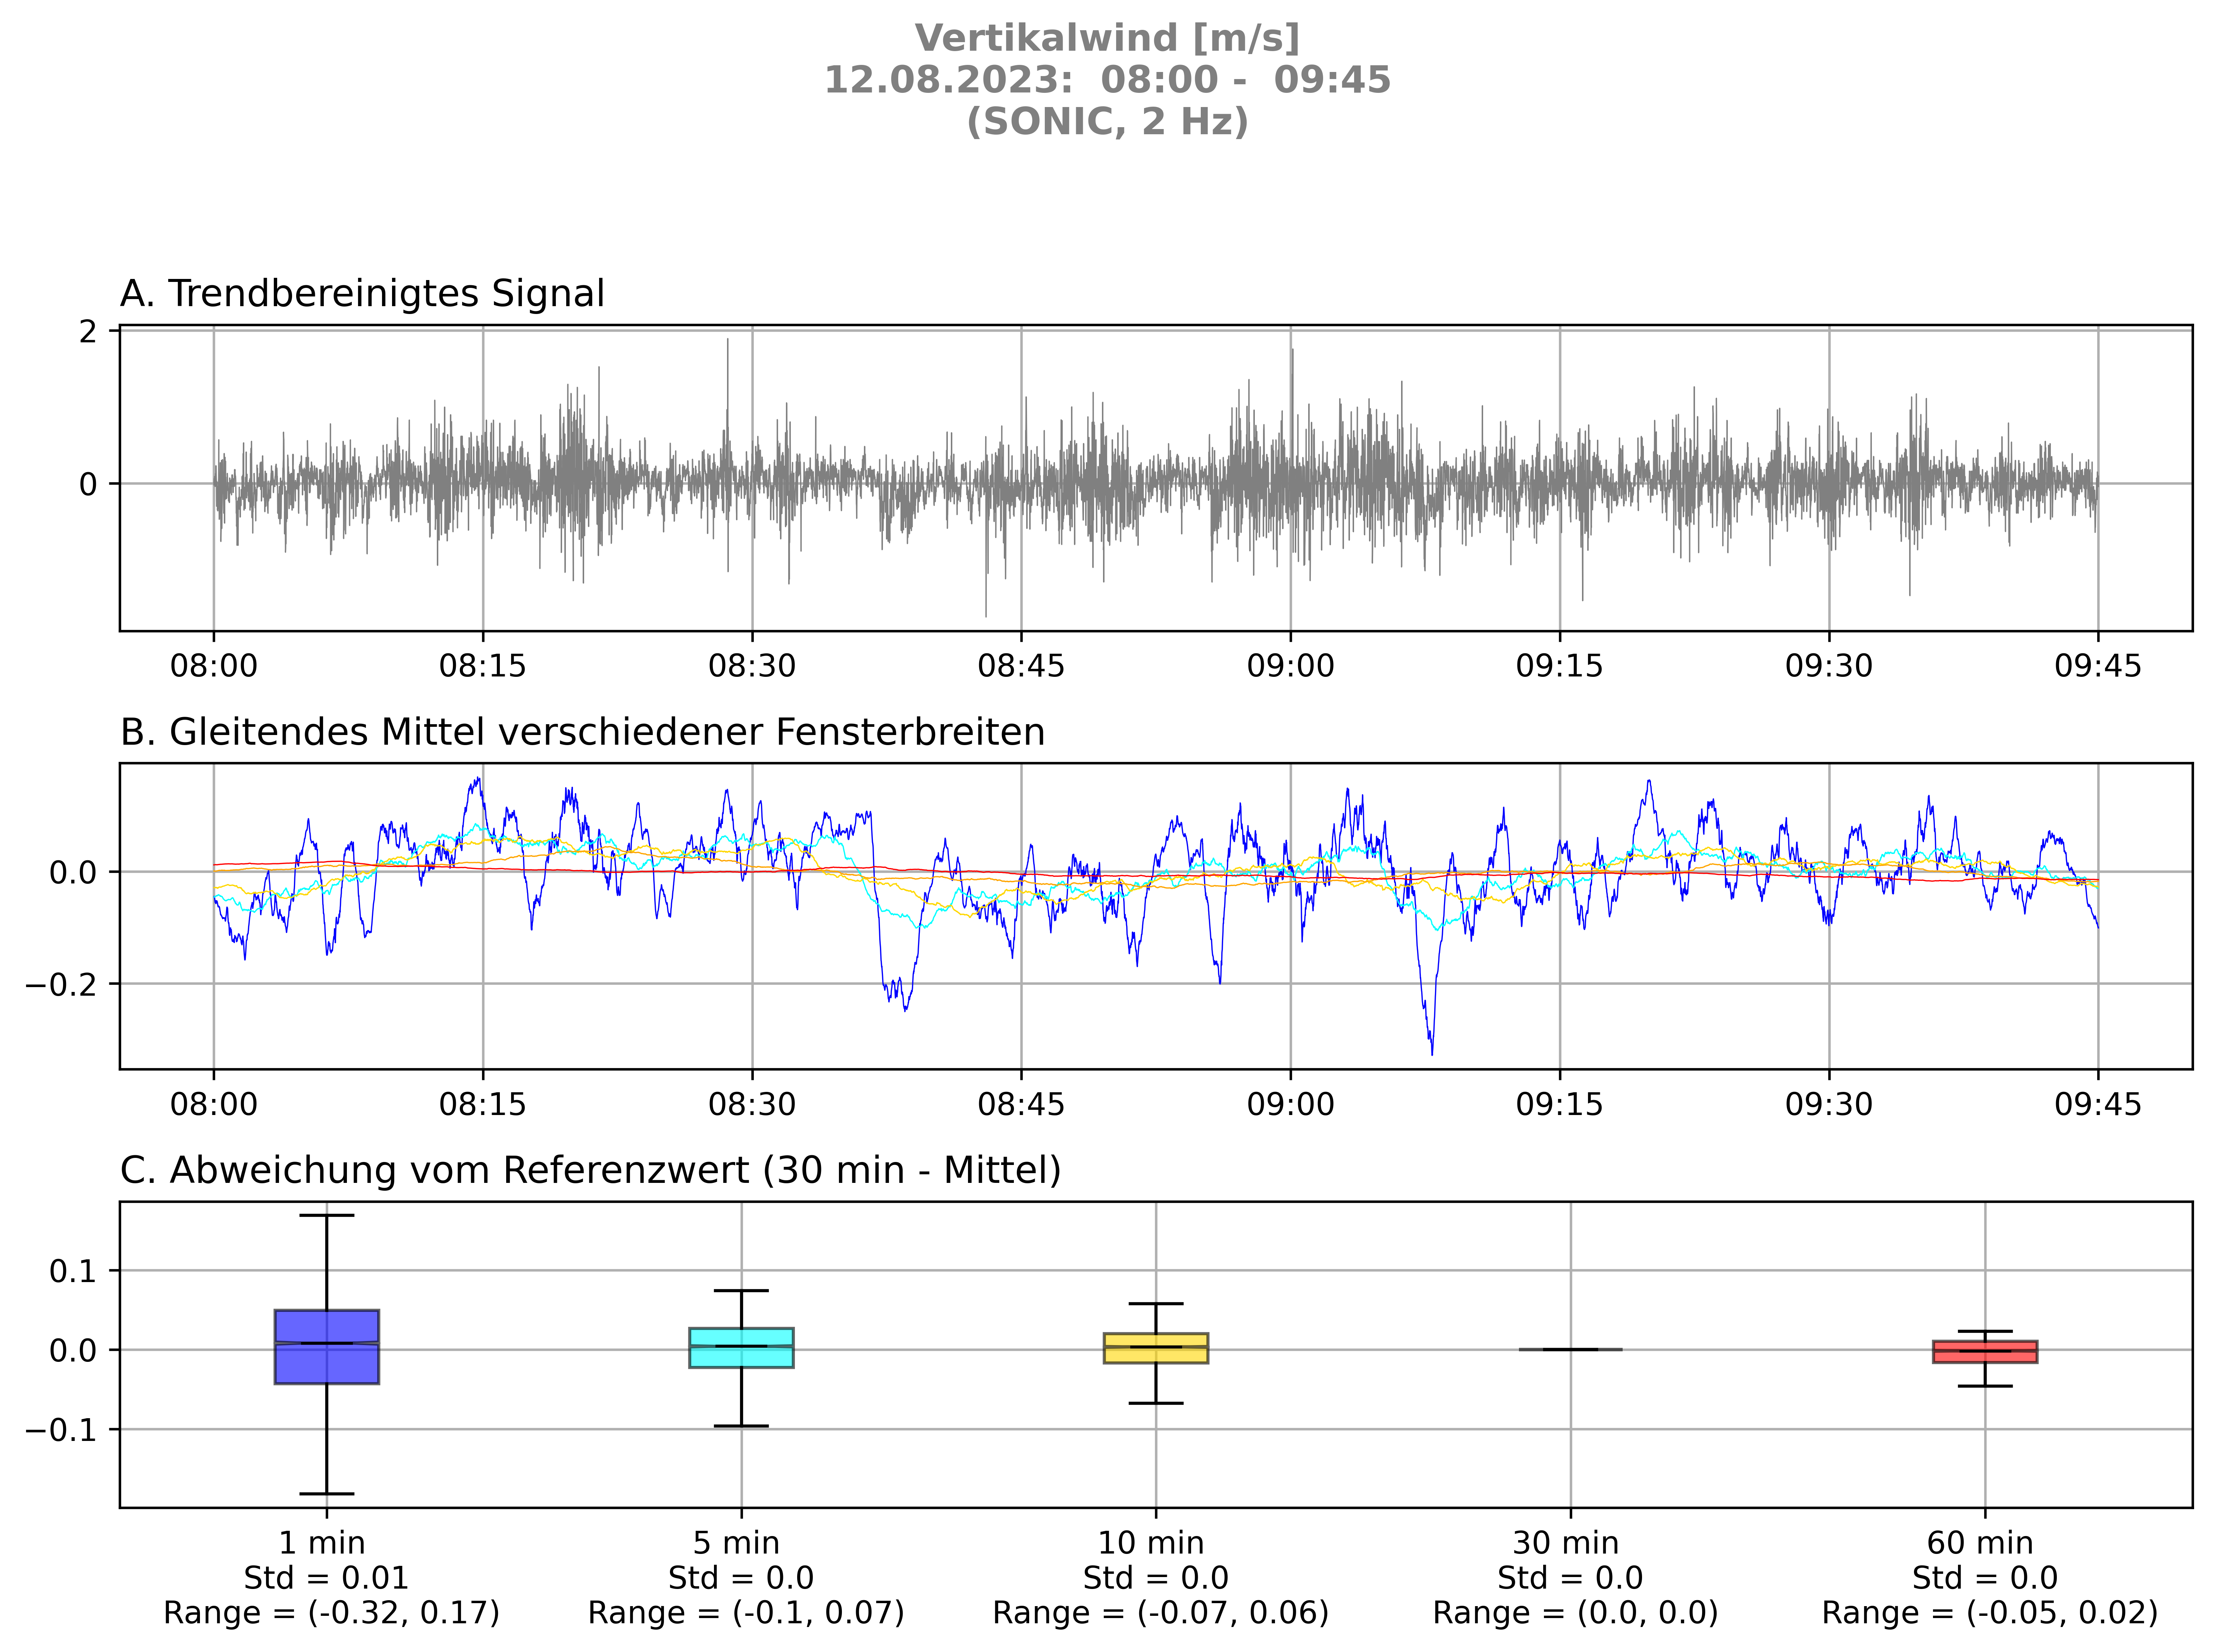 Vertikalwind [m/s]
12.08.2023:  08:00 -  09:45
(SONIC, 2 Hz)
A. Trendbereinigtes Signal
2
0
08:00 08:15 08:30 08:45 09:00 09:15 09:30 09:45
B. Gleitendes Mittel verschiedener Fensterbreiten
0.0
−0.2
08:00 08:15 08:30 08:45 09:00 09:15 09:30 09:45
C. Abweichung vom Referenzwert (30 min - Mittel)
0.1
0.0
−0.1
1 min 5 min 10 min 30 min 60 min
Std = 0.01 Std = 0.0 Std = 0.0 Std = 0.0 Std = 0.0
Range = (-0.32, 0.17) Range = (-0.1, 0.07) Range = (-0.07, 0.06) Range = (0.0, 0.0) Range = (-0.05, 0.02)